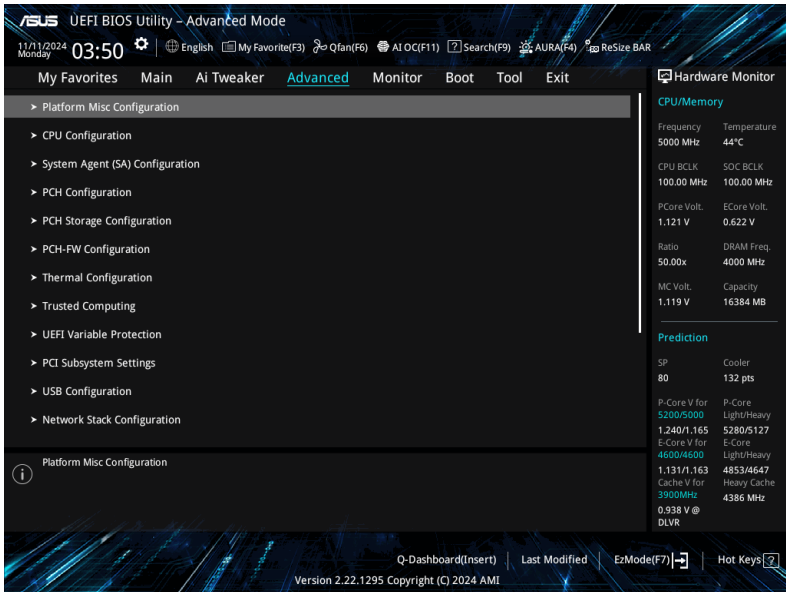 /SUS UEFI BIOS Utility – Advanced Mode
11/11/2024 Monday 03:50 English My Favorite(F3) Qfan(F6) AI OC(F11) ? Search(F9) AURA(F4) ReSize BAR
My Favorites Main Ai Tweaker Advanced Monitor Boot Tool Exit
> Platform Misc Configuration
> CPU Configuration
> System Agent (SA) Configuration
> PCH Configuration
> PCH Storage Configuration
> PCH-FW Configuration
> Thermal Configuration
> Trusted Computing
> UEFI Variable Protection
> PCI Subsystem Settings
> USB Configuration
> Network Stack Configuration
i Platform Misc Configuration
Hardware Monitor
CPU/Memory
Frequency Temperature
5000 MHz 44°C
CPU BCLK SOC BCLK
100.00 MHz 100.00 MHz
PCore Volt. ECore Volt.
1.121 V 0.622 V
Ratio DRAM Freq.
50.00x 4000 MHz
MC Volt. Capacity
1.119 V 16384 MB
Prediction
SP Cooler
80 132 pts
P-Core V for P-Core
5200/5000 Light/Heavy
1.240/1.165 5280/5127
E-Core V for E-Core
4600/4600 Light/Heavy
1.131/1.163 4853/4647
Cache V for Heavy Cache
3900MHz 4386 MHz
0.938 V @
DLVR
Q-Dashboard(Insert) Last Modified EzMode(F7) Hot Keys ?
Version 2.22.1295 Copyright (C) 2024 AMI